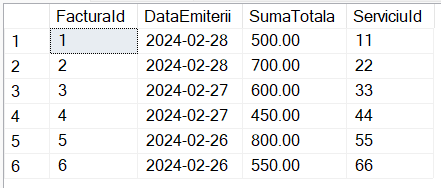 FacturaId DataEmiterii SumaTotala ServiciuId
1 1 2024-02-28 500.00 11
2 2 2024-02-28 700.00 22
3 3 2024-02-27 600.00 33
4 4 2024-02-27 450.00 44
5 5 2024-02-26 800.00 55
6 6 2024-02-26 550.00 66